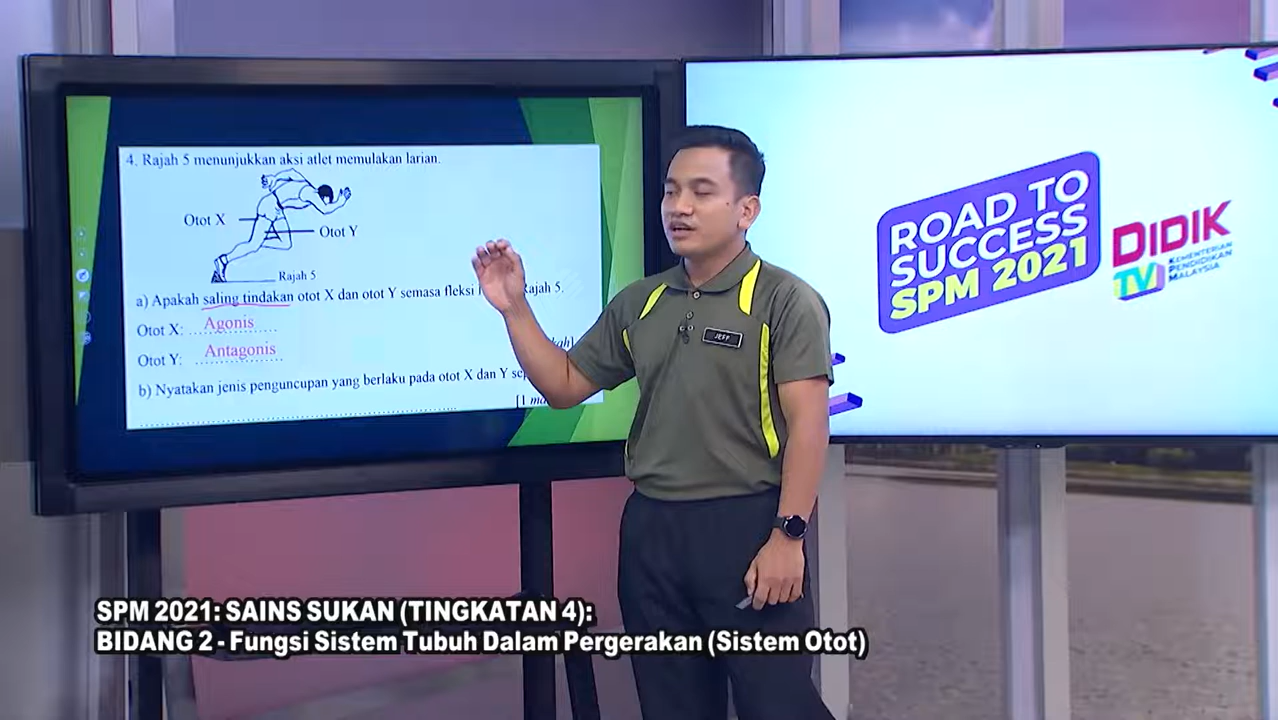 4. Rajah 5 menunjukkan aksi atlet memulakan larian.
Otot X
Otot Y
Rajah 5
a) Apakah saling tindakan otot X dan otot Y semasa fleksi Rajah 5.
Otot X: Agonis
Otot Y: Antagonis
b) Nyatakan jenis penguncupan yang berlaku pada otot X dan Y
[1
ROAD TO
SUCCESS
SPM 2021
DIDIK
TV
KEMENTERIAN
PENDIDIKAN
MALAYSIA
JEFF
SPM 2021: SAINS SUKAN (TINGKATAN 4):
BIDANG 2 - Fungsi Sistem Tubuh Dalam Pergerakan (Sistem Otot)